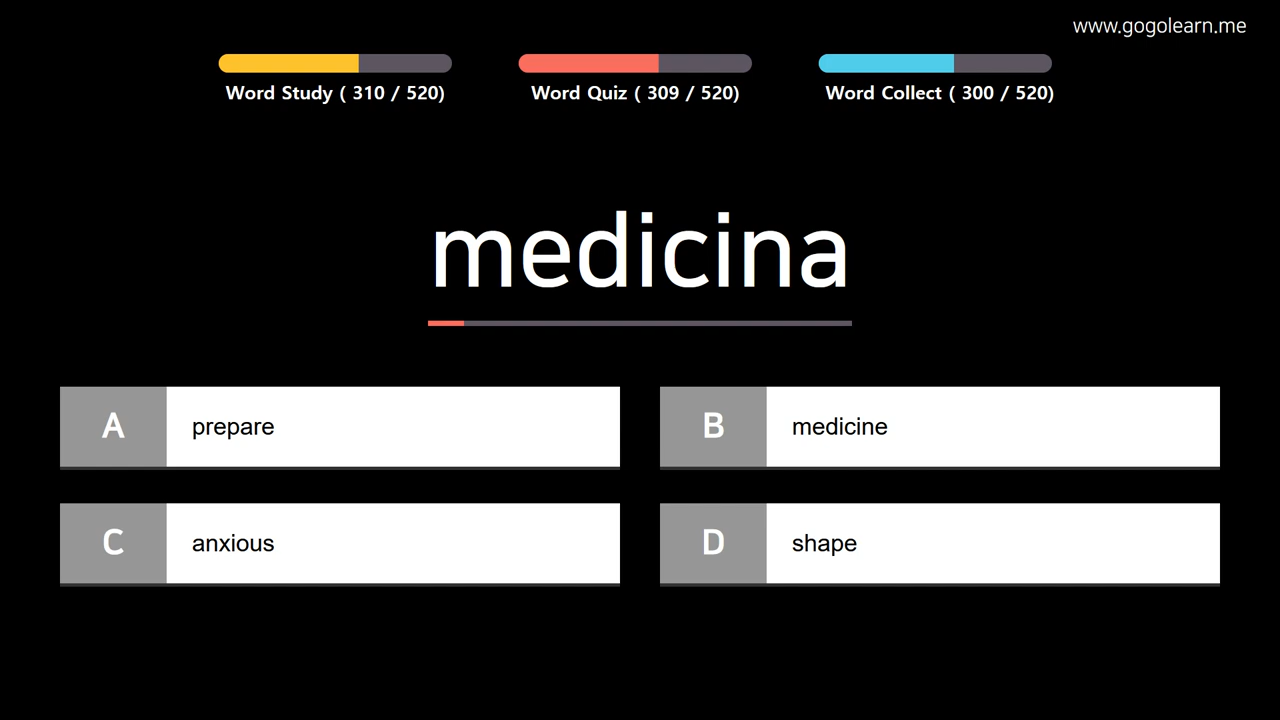 www.gogolearn.me
Word Study ( 310 / 520)
Word Quiz ( 309 / 520)
Word Collect ( 300 / 520)
medicina
A prepare
B medicine
C anxious
D shape